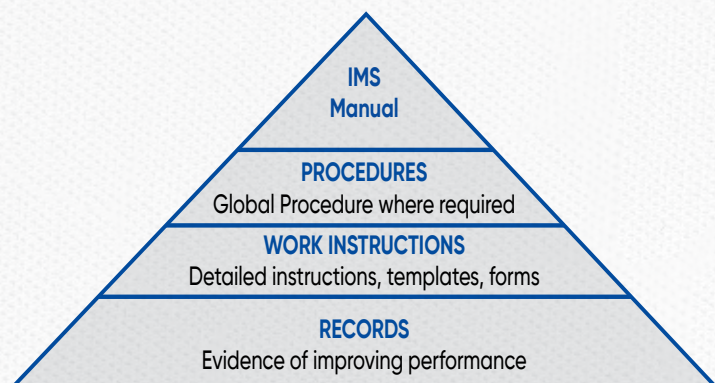 IMS
Manual
PROCEDURES
Global Procedure where required
WORK INSTRUCTIONS
Detailed instructions, templates, forms
RECORDS
Evidence of improving performance